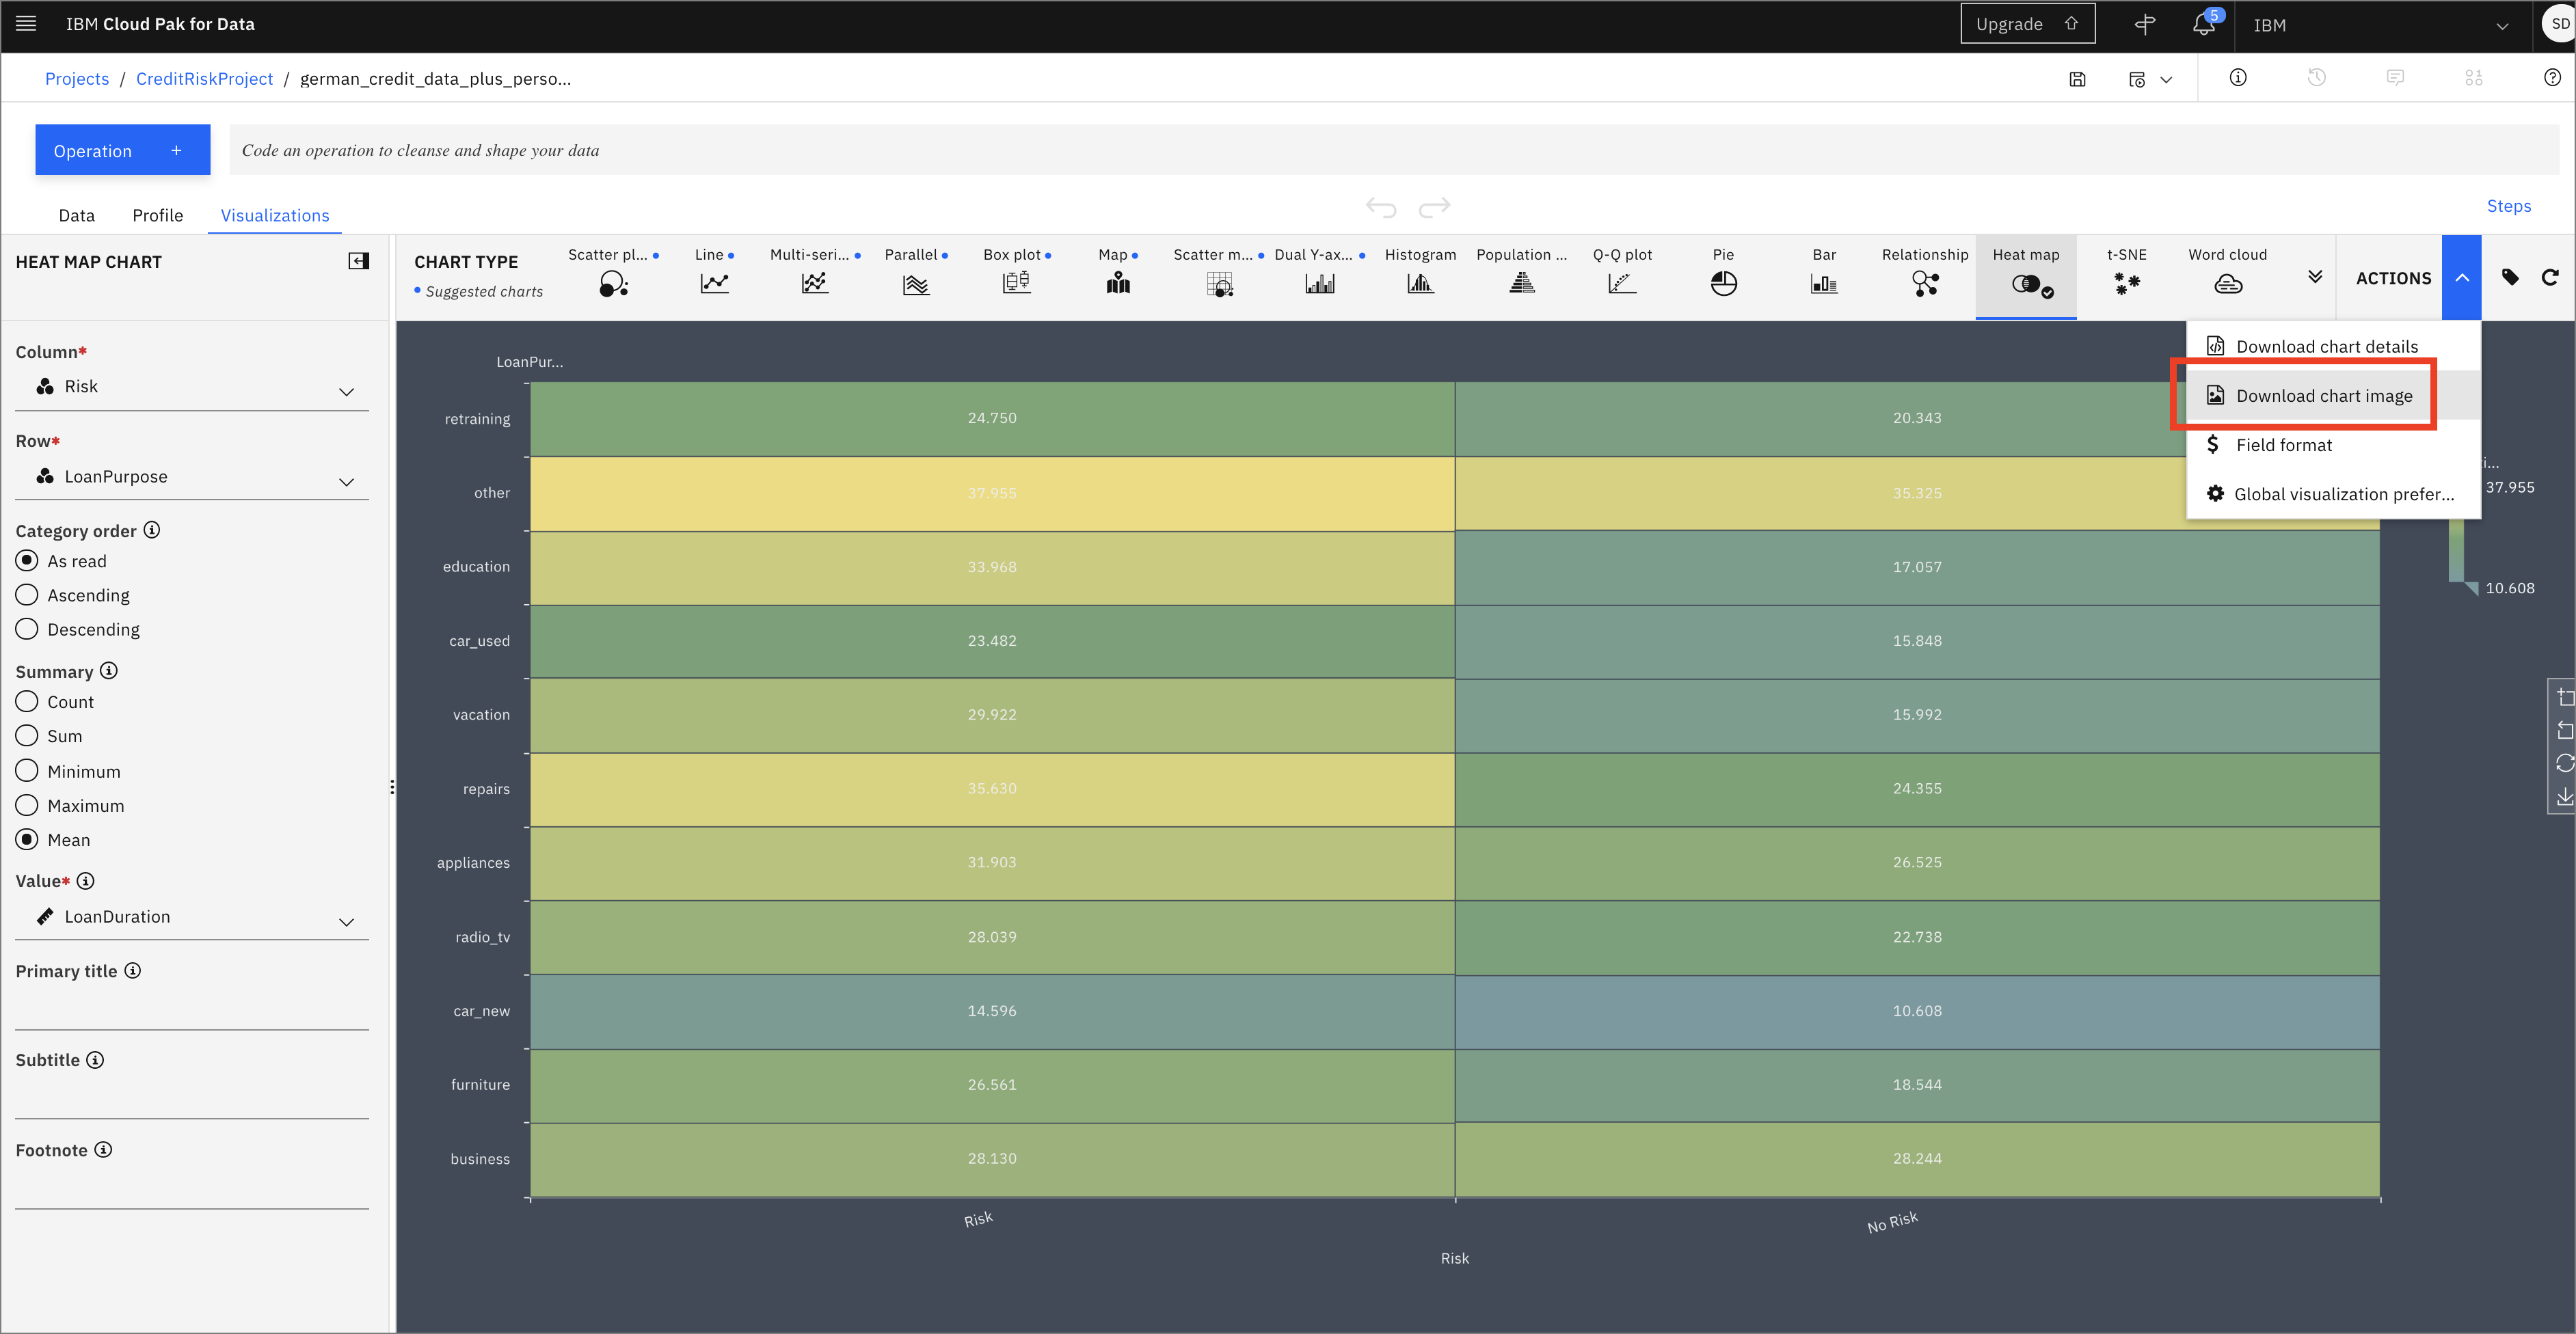 IBM Cloud Pak for Data
Upgrade
5
IBM
SD
Projects / CreditRiskProject / german_credit_data_plus_perso...
Operation +
Code an operation to cleanse and shape your data
Data Profile Visualizations
Steps
HEAT MAP CHART
CHART TYPE
Suggested charts
Scatter pl...
Line
Multi-seri...
Parallel
Box plot
Map
Scatter m...
Dual Y-ax...
Histogram
Population ...
Q-Q plot
Pie
Bar
Relationship
Heat map
t-SNE
Word cloud
ACTIONS
Download chart details
Download chart image
Field format
Global visualization prefer...
Column*
Risk
Row*
LoanPurpose
Category order
As read
Ascending
Descending
Summary
Count
Sum
Minimum
Maximum
Mean
Value*
LoanDuration
Primary title
Subtitle
Footnote
LoanPur...
retraining 24.750 20.343
other 37.955 35.325
education 33.968 17.057
car_used 23.482 15.848
vacation 29.922 15.992
repairs 35.630 24.355
appliances 31.903 26.525
radio_tv 28.039 22.738
car_new 14.596 10.608
furniture 26.561 18.544
business 28.130 28.244
Risk No Risk
Risk
37.955
10.608